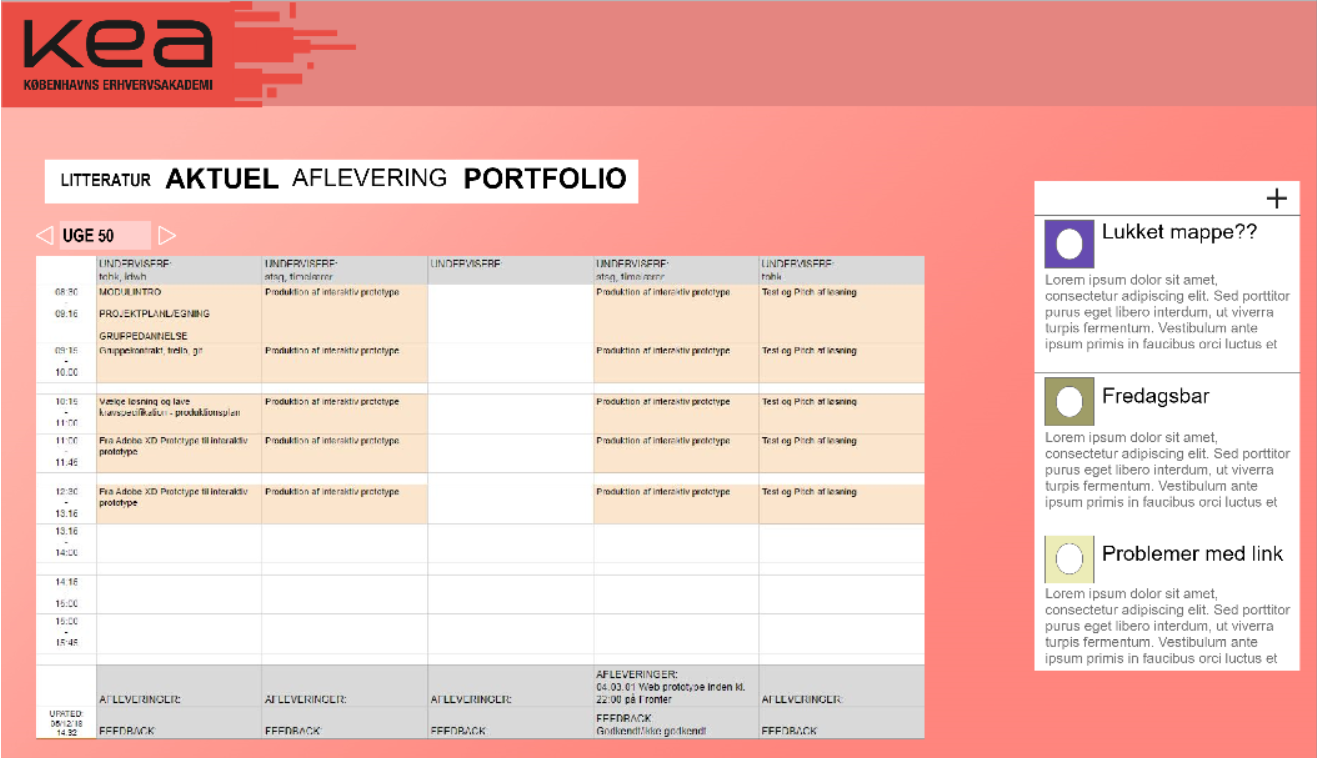 kea
KØBENHAVNS ERHVERVSAKADEMI
LITTERATUR AKTUEL AFLEVERING PORTFOLIO
UGE 50
UNDERVISERE: UNDERVISERE: UNDERVISERE: UNDERVISERE: UNDERVISERE:
stsg, timelærer stsg, timelærer
08:30 MODULINTRO Produktion af interaktiv prototype Produktion af interaktiv prototype Test og Pitch af løsning
-
09.15 PROJEKTPLANLÆGNING
GRUPPEDANNELSE
09:15 Gruppekontrakt, trello, git Produktion af interaktiv prototype Produktion af interaktiv prototype Test og Pitch af løsning
-
10.00
10:15 Vælge løsning og lave Produktion af interaktiv prototype Produktion af interaktiv prototype Test og Pitch af løsning
- kravspecifikation - produktionsplan
11:00
11:00 Fra Adobe XD Prototype til interaktiv Produktion af interaktiv prototype Produktion af interaktiv prototype Test og Pitch af løsning
- prototype
11.45
12:30 Fra Adobe XD Prototype til interaktiv Produktion af interaktiv prototype Produktion af interaktiv prototype Test og Pitch af løsning
- prototype
13.15
13:15
-
14:00
14.15
15:00
15:00
-
15:45
AFLEVERINGER: AFLEVERINGER: AFLEVERINGER: AFLEVERINGER: AFLEVERINGER:
04.03.01 Web prototype inden kl.
22:00 på Fronter
UPATED:
05/12/18
14.32
FEEDBACK: FEEDBACK: FEEDBACK: FEEDBACK: FEEDBACK:
Godkendt/ikke godkendt
+
Lukket mappe??
Lorem ipsum dolor sit amet,
consectetur adipiscing elit. Sed porttitor
purus eget libero interdum, ut viverra
turpis fermentum. Vestibulum ante
ipsum primis in faucibus orci luctus et
Fredagsbar
Lorem ipsum dolor sit amet,
consectetur adipiscing elit. Sed porttitor
purus eget libero interdum, ut viverra
turpis fermentum. Vestibulum ante
ipsum primis in faucibus orci luctus et
Problemer med link
Lorem ipsum dolor sit amet,
consectetur adipiscing elit. Sed porttitor
purus eget libero interdum, ut viverra
turpis fermentum. Vestibulum ante
ipsum primis in faucibus orci luctus et